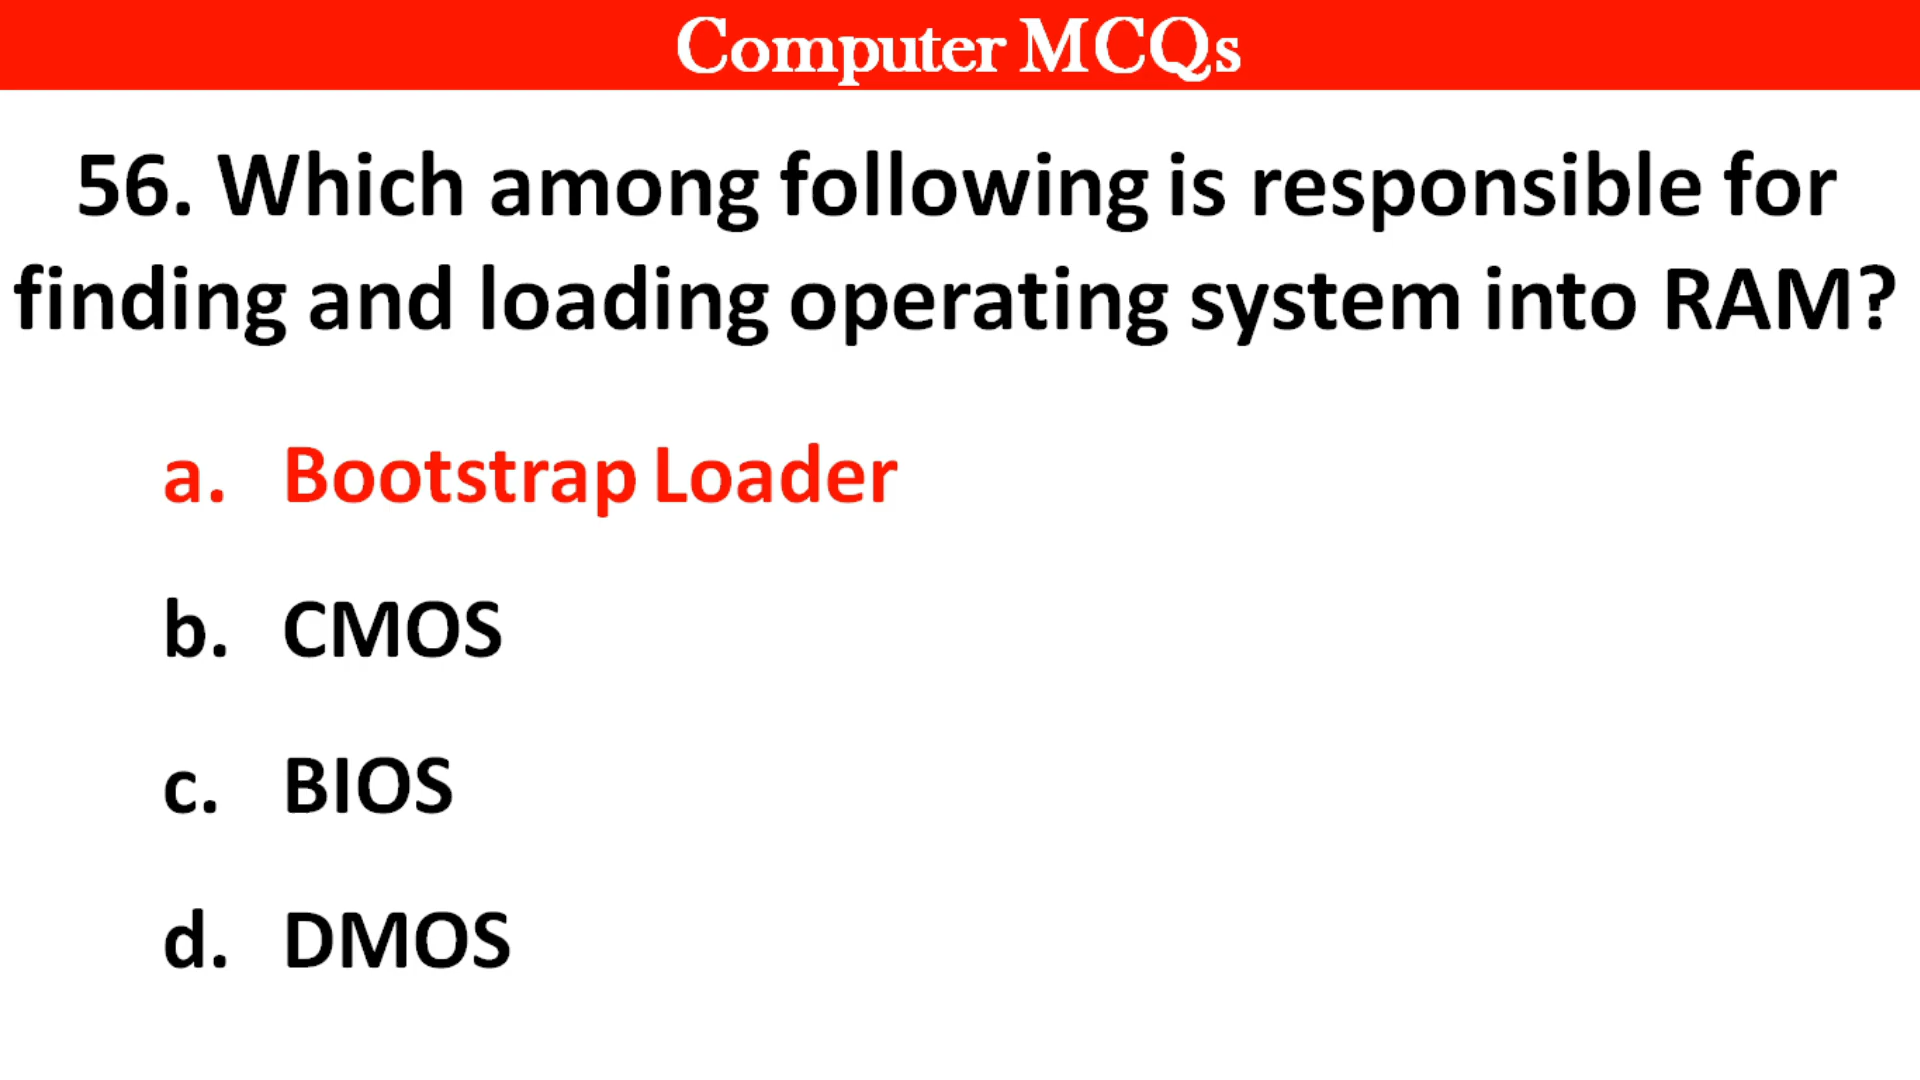 Computer MCQs
56. Which among following is responsible for
finding and loading operating system into RAM?
a. Bootstrap Loader
b. CMOS
c. BIOS
d. DMOS